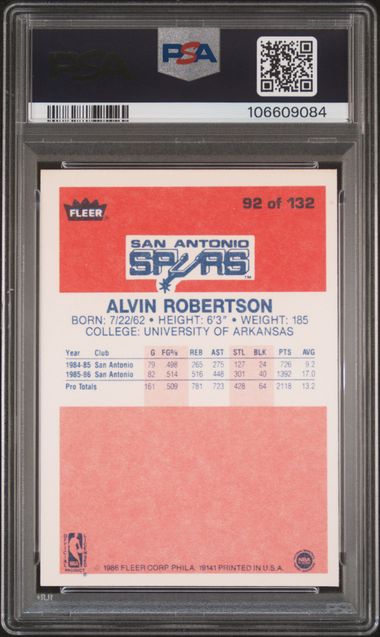 PSA
PSA
106609084
FLEER
92 of 132
SAN ANTONIO
SPURS
TM
ALVIN ROBERTSON
BORN: 7/22/62 • HEIGHT: 6'3" • WEIGHT: 185
COLLEGE: UNIVERSITY OF ARKANSAS
Year Club G FG% REB AST STL BLK PTS AVG
1984-85 San Antonio 79 .498 265 275 127 24 726 9.2
1985-86 San Antonio 82 .514 516 448 301 40 1392 17.0
Pro Totals 161 .509 781 723 428 64 2118 13.2
NBA
© 1986 FLEER CORP. PHILA. 19141 PRINTED IN U.S.A.